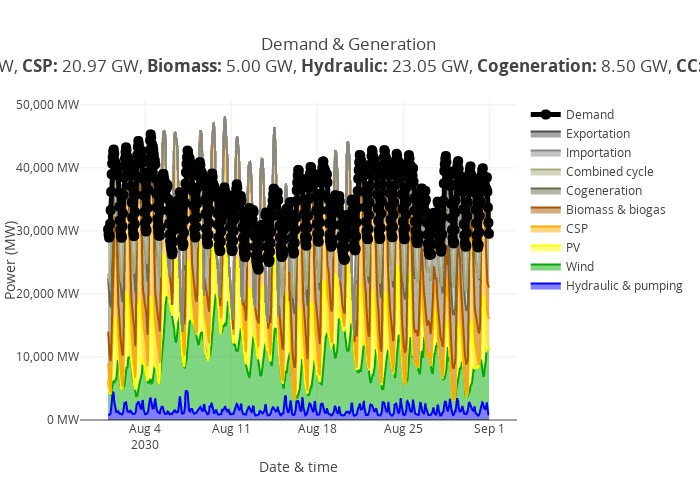 Demand & Generation
W, CSP: 20.97 GW, Biomass: 5.00 GW, Hydraulic: 23.05 GW, Cogeneration: 8.50 GW, CC:
50,000 MW
40,000 MW
30,000 MW
20,000 MW
10,000 MW
0 MW
Power (MW)
Aug 4
2030
Aug 11
Aug 18
Aug 25
Sep 1
Date & time
Demand
Exportation
Importation
Combined cycle
Cogeneration
Biomass & biogas
CSP
PV
Wind
Hydraulic & pumping